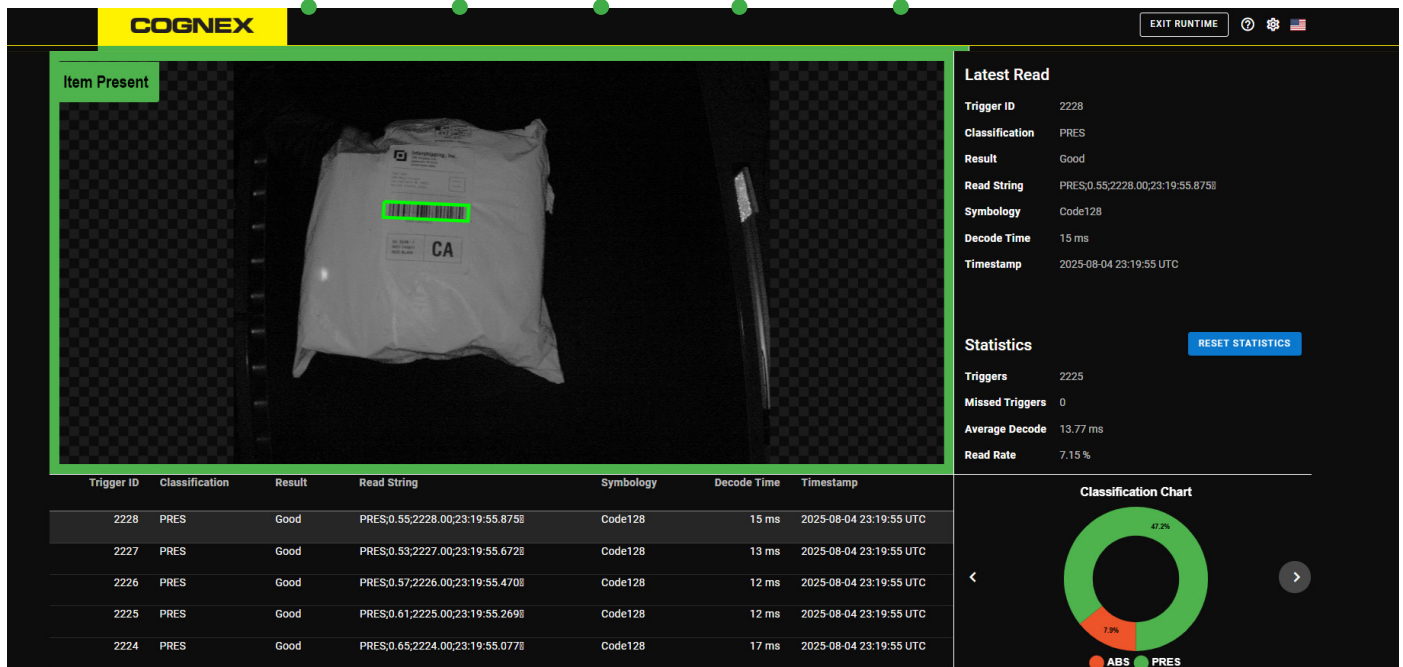 COGNEX
EXIT RUNTIME
Item Present
CA
Latest Read
Trigger ID 2228
Classification PRES
Result Good
Read String PRES;0.55;2228.00;23:19:55.875
Symbology Code128
Decode Time 15 ms
Timestamp 2025-08-04 23:19:55 UTC
Statistics RESET STATISTICS
Triggers 2225
Missed Triggers 0
Average Decode 13.77 ms
Read Rate 7.15 %
Trigger ID Classification Result Read String Symbology Decode Time Timestamp
2228 PRES Good PRES;0.55;2228.00;23:19:55.875 Code128 15 ms 2025-08-04 23:19:55 UTC
2227 PRES Good PRES;0.53;2227.00;23:19:55.672 Code128 13 ms 2025-08-04 23:19:55 UTC
2226 PRES Good PRES;0.57;2226.00;23:19:55.470 Code128 12 ms 2025-08-04 23:19:55 UTC
2225 PRES Good PRES;0.61;2225.00;23:19:55.269 Code128 12 ms 2025-08-04 23:19:55 UTC
2224 PRES Good PRES;0.65;2224.00;23:19:55.077 Code128 17 ms 2025-08-04 23:19:55 UTC
Classification Chart
47.2%
7.9%
ABS PRES